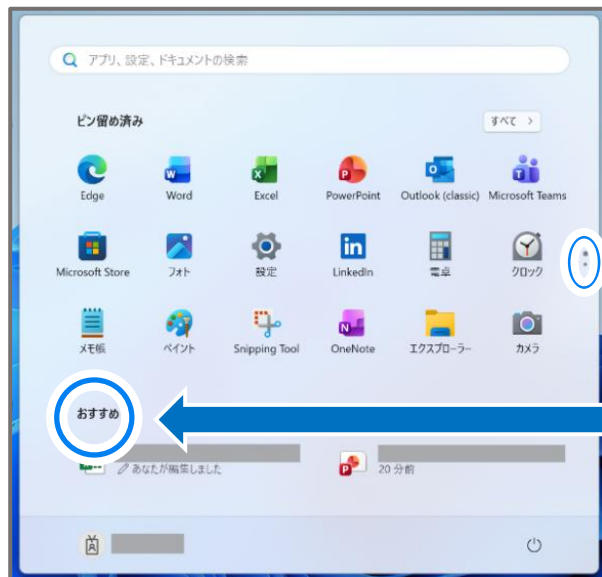 アプリ、設定、ドキュメントの検索
ピン留め済み
すべて >
Edge
Word
Excel
PowerPoint
Outlook (classic)
Microsoft Teams
Microsoft Store
フォト
設定
LinkedIn
電卓
クロック
メモ帳
ペイント
Snipping Tool
OneNote
エクスプローラー
カメラ
おすすめ
あなたが編集しました
20 分前